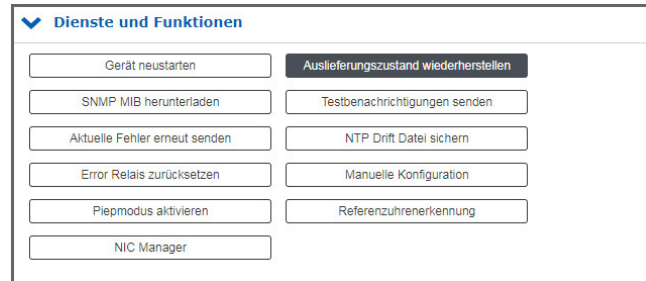 Dienste und Funktionen
Gerät neustarten
Auslieferungszustand wiederherstellen
SNMP MIB herunterladen
Testbenachrichtigungen senden
Aktuelle Fehler erneut senden
NTP Drift Datei sichern
Error Relais zurücksetzen
Manuelle Konfiguration
Piepmodus aktivieren
Referenzuhrenerkennung
NIC Manager